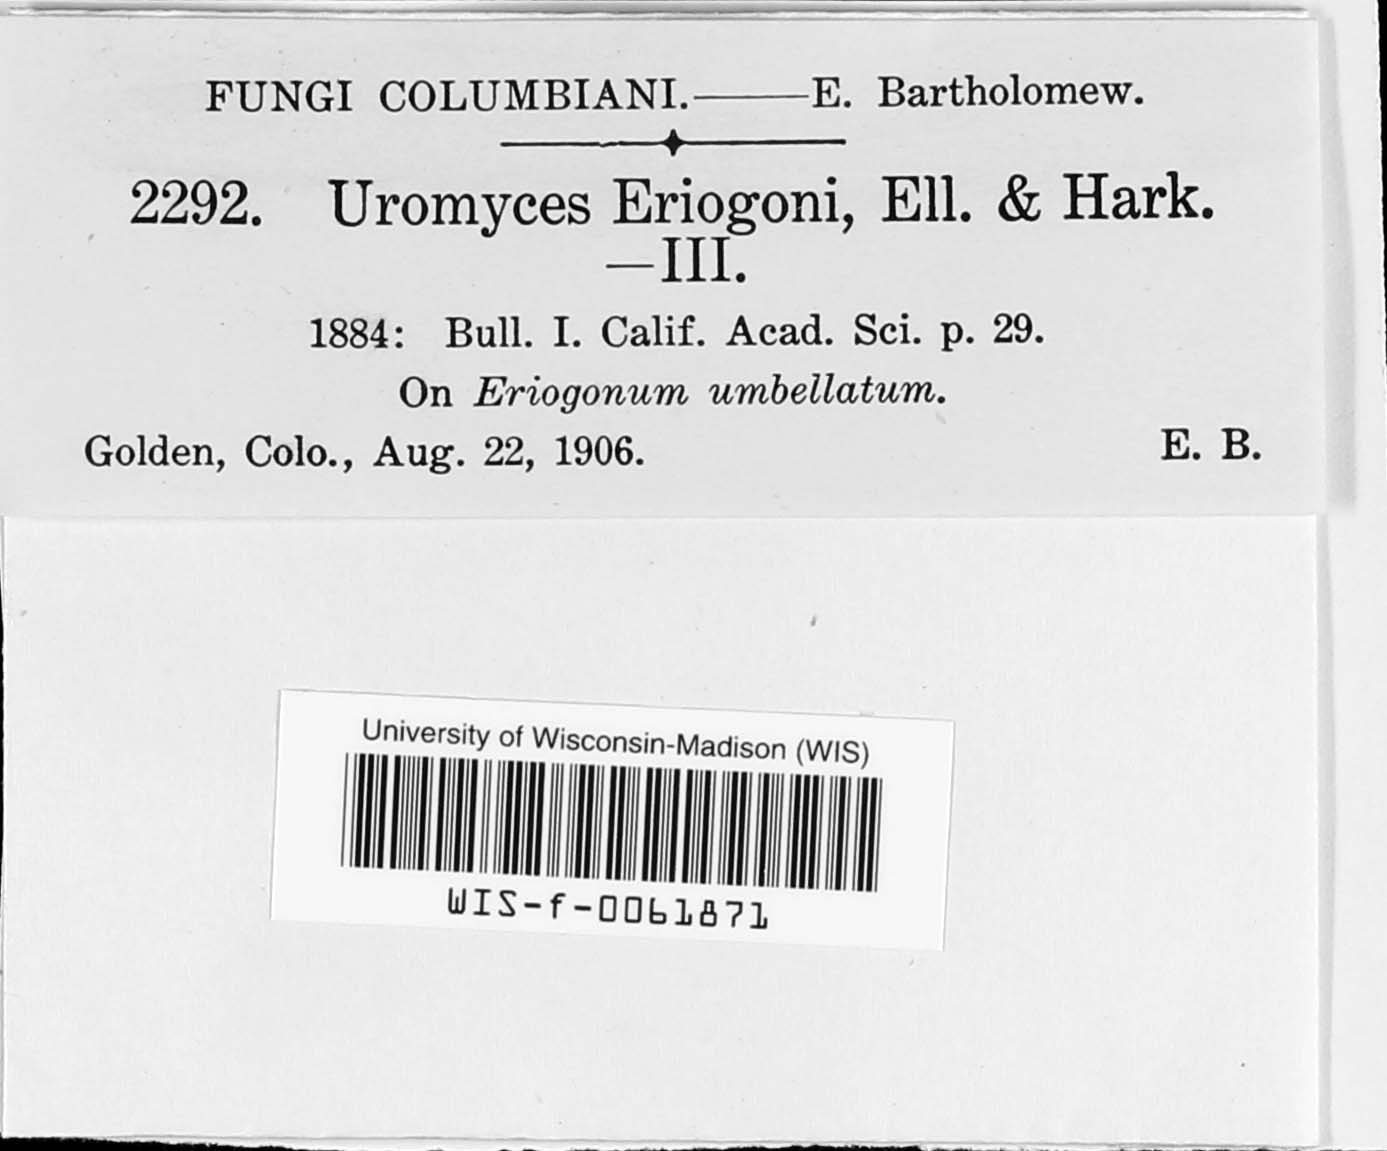 FUNGI COLUMBIANI.——E. Bartholomew.
2292. Uromyces Eriogoni, Ell. & Hark.
—III.
1884: Bull. I. Calif. Acad. Sci. p. 29.
On Eriogonum umbellatum.
Golden, Colo., Aug. 22, 1906. E. B.
University of Wisconsin-Madison (WIS)
WIS-f-0061871